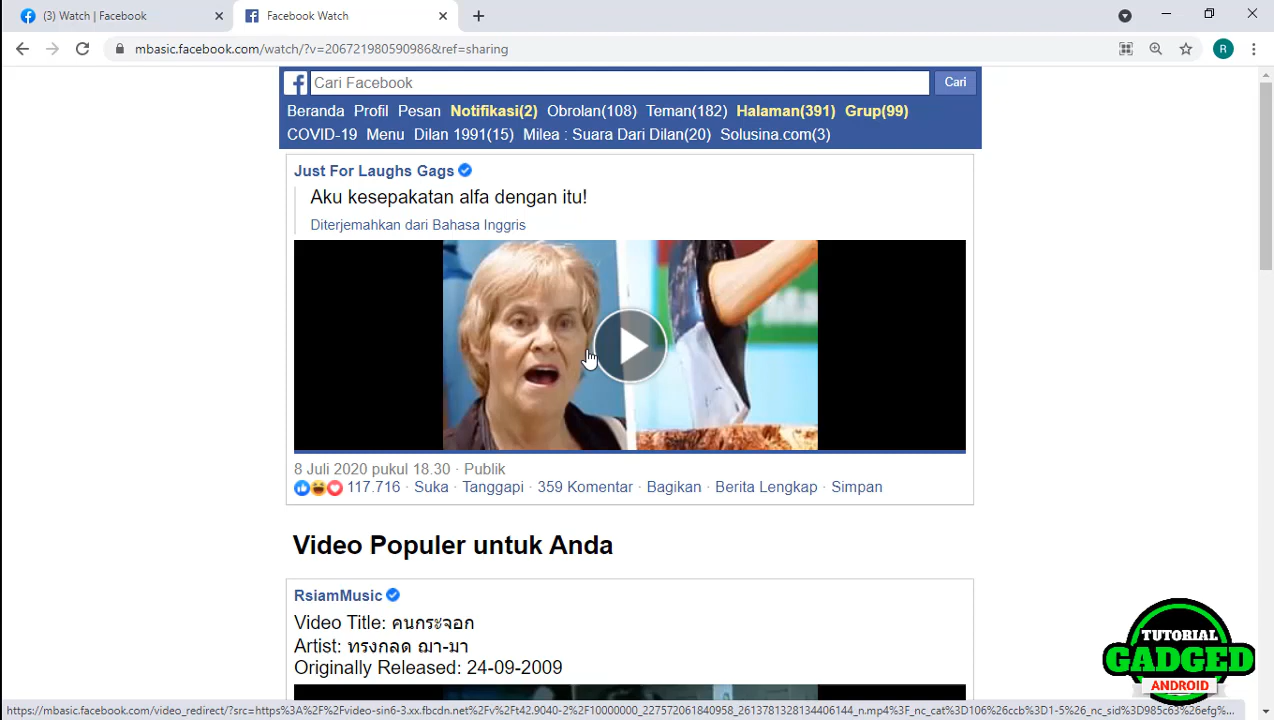 (3) Watch | Facebook
Facebook Watch
mbasic.facebook.com/watch/?v=206721980590986&ref=sharing
R
Cari Facebook
Cari
Beranda Profil Pesan Notifikasi(2) Obrolan(108) Teman(182) Halaman(391) Grup(99)
COVID-19 Menu Dilan 1991(15) Milea : Suara Dari Dilan(20) Solusina.com(3)
Just For Laughs Gags
Aku kesepakatan alfa dengan itu!
Diterjemahkan dari Bahasa Inggris
8 Juli 2020 pukul 18.30 · Publik
117.716 · Suka · Tanggapi · 359 Komentar · Bagikan · Berita Lengkap · Simpan
Video Populer untuk Anda
RsiamMusic
Video Title: คนกระจอก
Artist: ทรงกลด ฌา-มา
Originally Released: 24-09-2009
TUTORIAL
GADGED
ANDROID
https://mbasic.facebook.com/video_redirect/?src=https%3A%2F%2Fvideo-sin6-3.xx.fbcdn.net%2Fv%2Ft42.9040-2%2F10000000_227572061840958_2613781328134406144_n.mp4%3F_nc_cat%3D106%26ccb%3D1-5%26_nc_sid%3D985c63%26efg%...